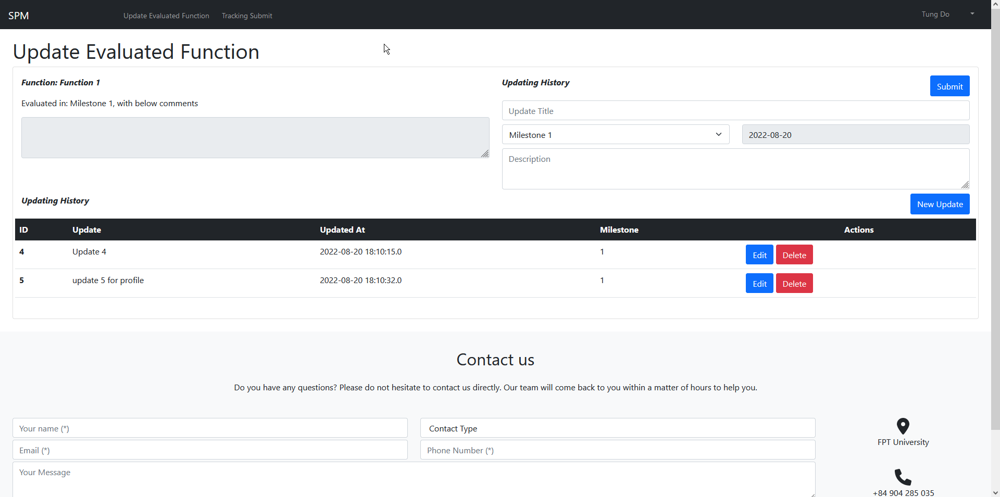 SPM
Update Evaluated Function
Tracking Submit
Tung Do
Update Evaluated Function
Function: Function 1
Evaluated in: Milestone 1, with below comments
Updating History
Submit
Update Title
Milestone 1
2022-08-20
Description
Updating History
New Update
ID Update Updated At Milestone Actions
4 Update 4 2022-08-20 18:10:15.0 1 Edit Delete
5 update 5 for profile 2022-08-20 18:10:32.0 1 Edit Delete
Contact us
Do you have any questions? Please do not hesitate to contact us directly. Our team will come back to you within a matter of hours to help you.
Your name (*)
Contact Type
Email (*)
Phone Number (*)
Your Message
FPT University
+84 904 285 035